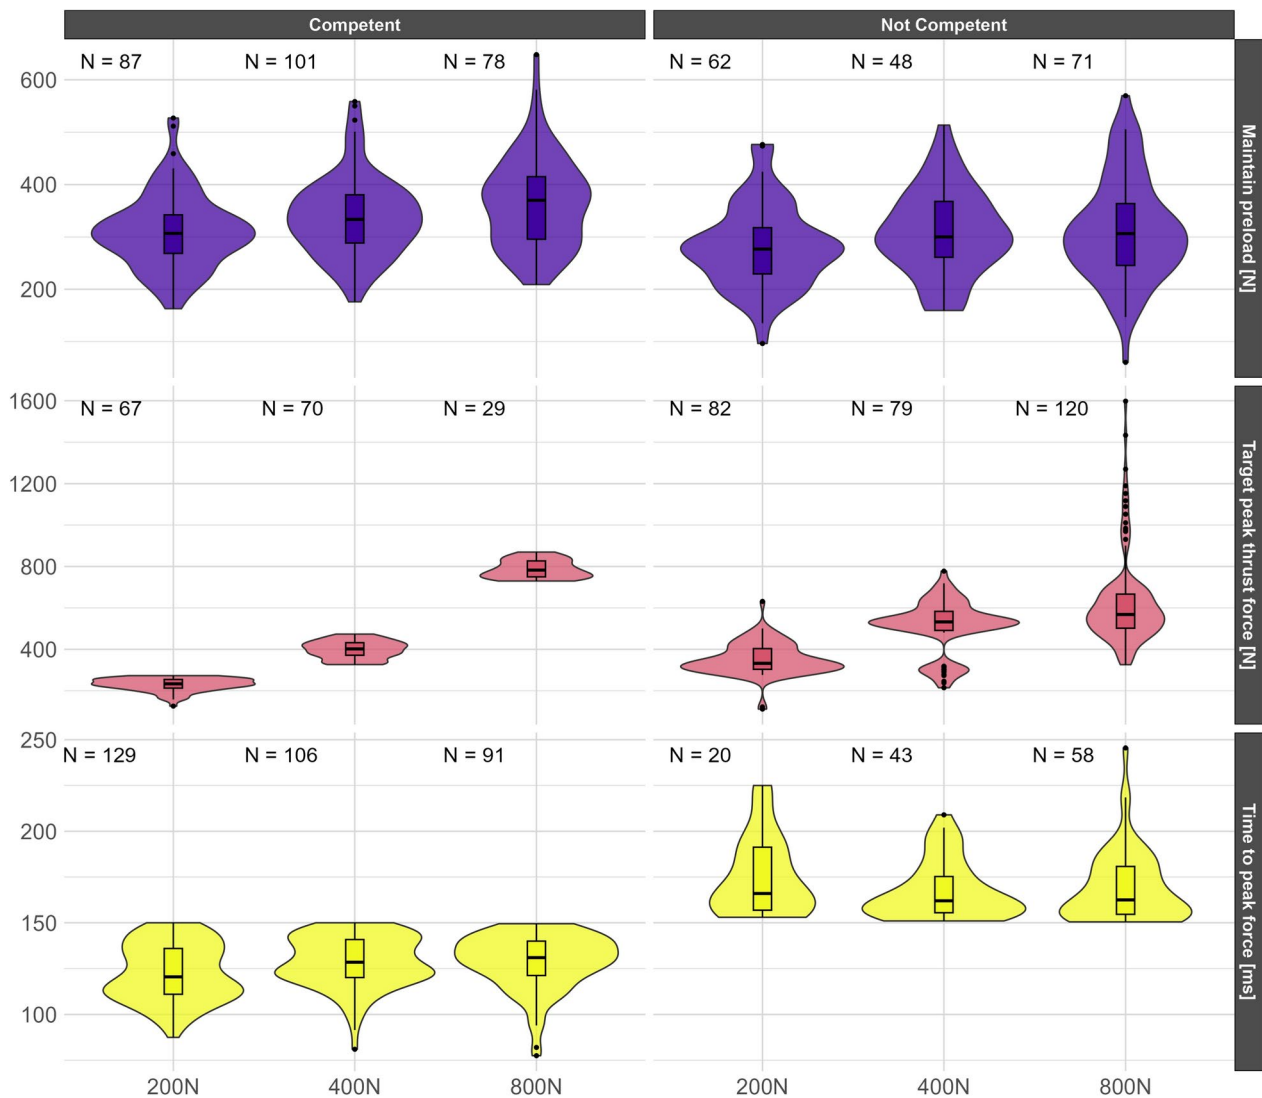 Competent Not Competent
N = 87 N = 101 N = 78 N = 62 N = 48 N = 71
600
400
200
Maintain preload [N]
N = 67 N = 70 N = 29 N = 82 N = 79 N = 120
1600
1200
800
400
Target peak thrust force [N]
N = 129 N = 106 N = 91 N = 20 N = 43 N = 58
250
200
150
100
Time to peak force [ms]
200N 400N 800N 200N 400N 800N